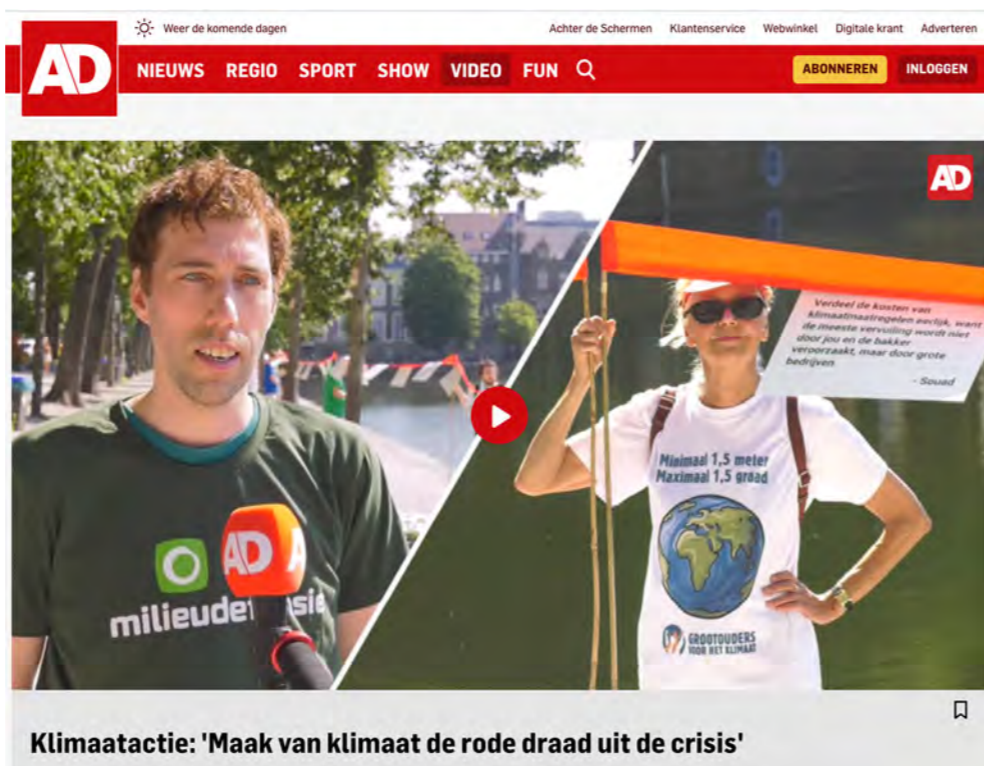 Weer de komende dagen
Achter de Schermen Klantenservice Webwinkel Digitale krant Adverteren
AD
NIEUWS REGIO SPORT SHOW VIDEO FUN
ABONNEREN INLOGGEN
AD
Verdeel de kosten van
klimaatmaatregelen eerlijk, want
de meeste vervuiling wordt niet
door jou en de bakker
veroorzaakt, maar door grote
bedrijven
- Souad
Minimaal 1,5 meter
Maximaal 1,5 graad
AD A
milieudef sie
GROOTOUDERS
VOOR HET KLIMAAT
Klimaatactie: 'Maak van klimaat de rode draad uit de crisis'